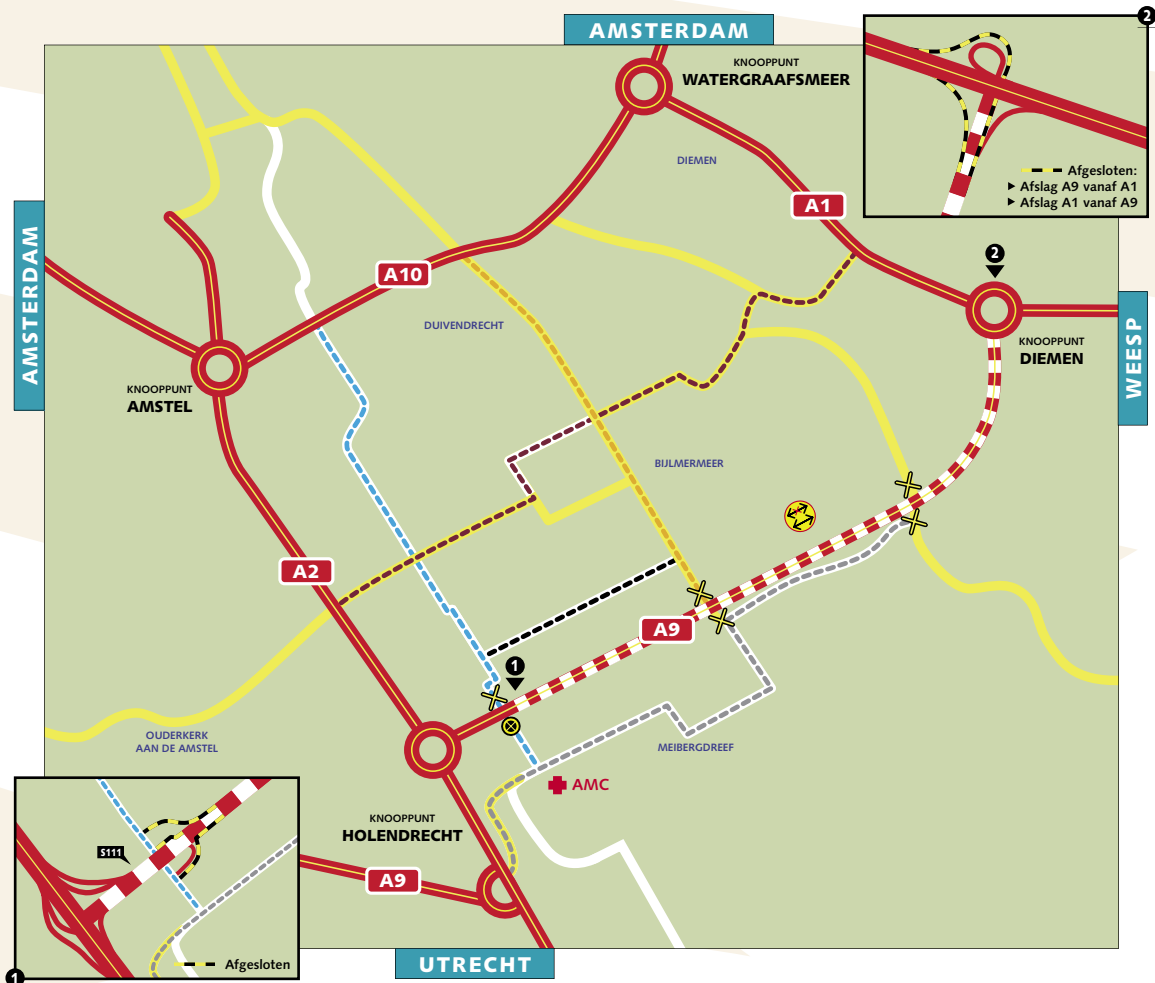 AMSTERDAM
2
KNOOPPUNT
WATERGRAAFSMEER
DIEMEN
Afgesloten:
Afslag A9 vanaf A1
Afslag A1 vanaf A9
A1
AMSTERDAM
A10
2
DUIVENDRECHT
WEESP
KNOOPPUNT
DIEMEN
KNOOPPUNT
AMSTEL
BIJLMERMEER
A2
A9
1
OUDERKERK
AAN DE AMSTEL
MEIBERGDREEF
AMC
KNOOPPUNT
HOLENDRECHT
S111
A9
Afgesloten
1
UTRECHT